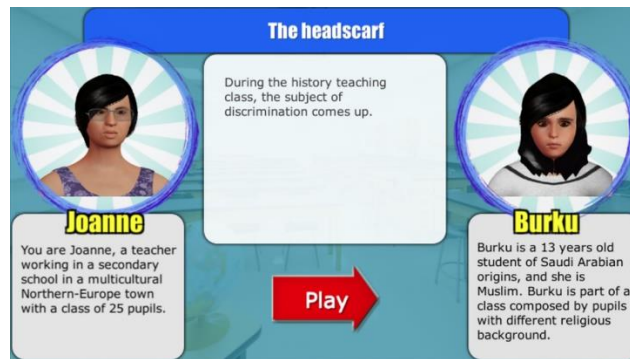 The headscarf
During the history teaching
class, the subject of
discrimination comes up.
Joanne
You are Joanne, a teacher
working in a secondary
school in a multicultural
Northern-Europe town
with a class of 25 pupils.
Play
Burku
Burku is a 13 years old
student of Saudi Arabian
origins, and she is
Muslim. Burku is part of a
class composed by pupils
with different religious
background.